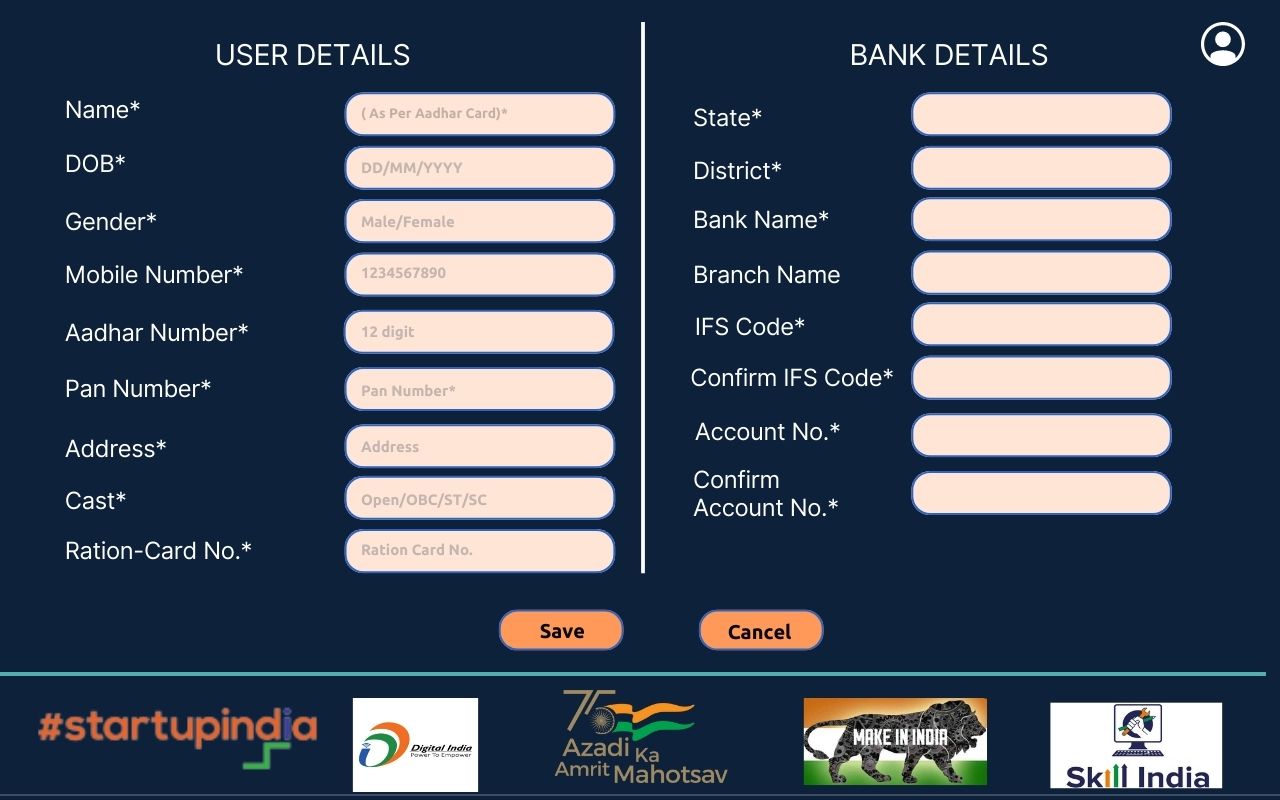 USER DETAILS
Name* ( As Per Aadhar Card)*
DOB* DD/MM/YYYY
Gender* Male/Female
Mobile Number* 1234567890
Aadhar Number* 12 digit
Pan Number* Pan Number*
Address* Address
Cast* Open/OBC/ST/SC
Ration-Card No.* Ration Card No.
BANK DETAILS
State*
District*
Bank Name*
Branch Name
IFS Code*
Confirm IFS Code*
Account No.*
Confirm
Account No.*
Save Cancel
#startupindia
Digital India
Power To Empower
75
Azadi Ka
Amrit Mahotsav
MAKE IN INDIA
Skill India